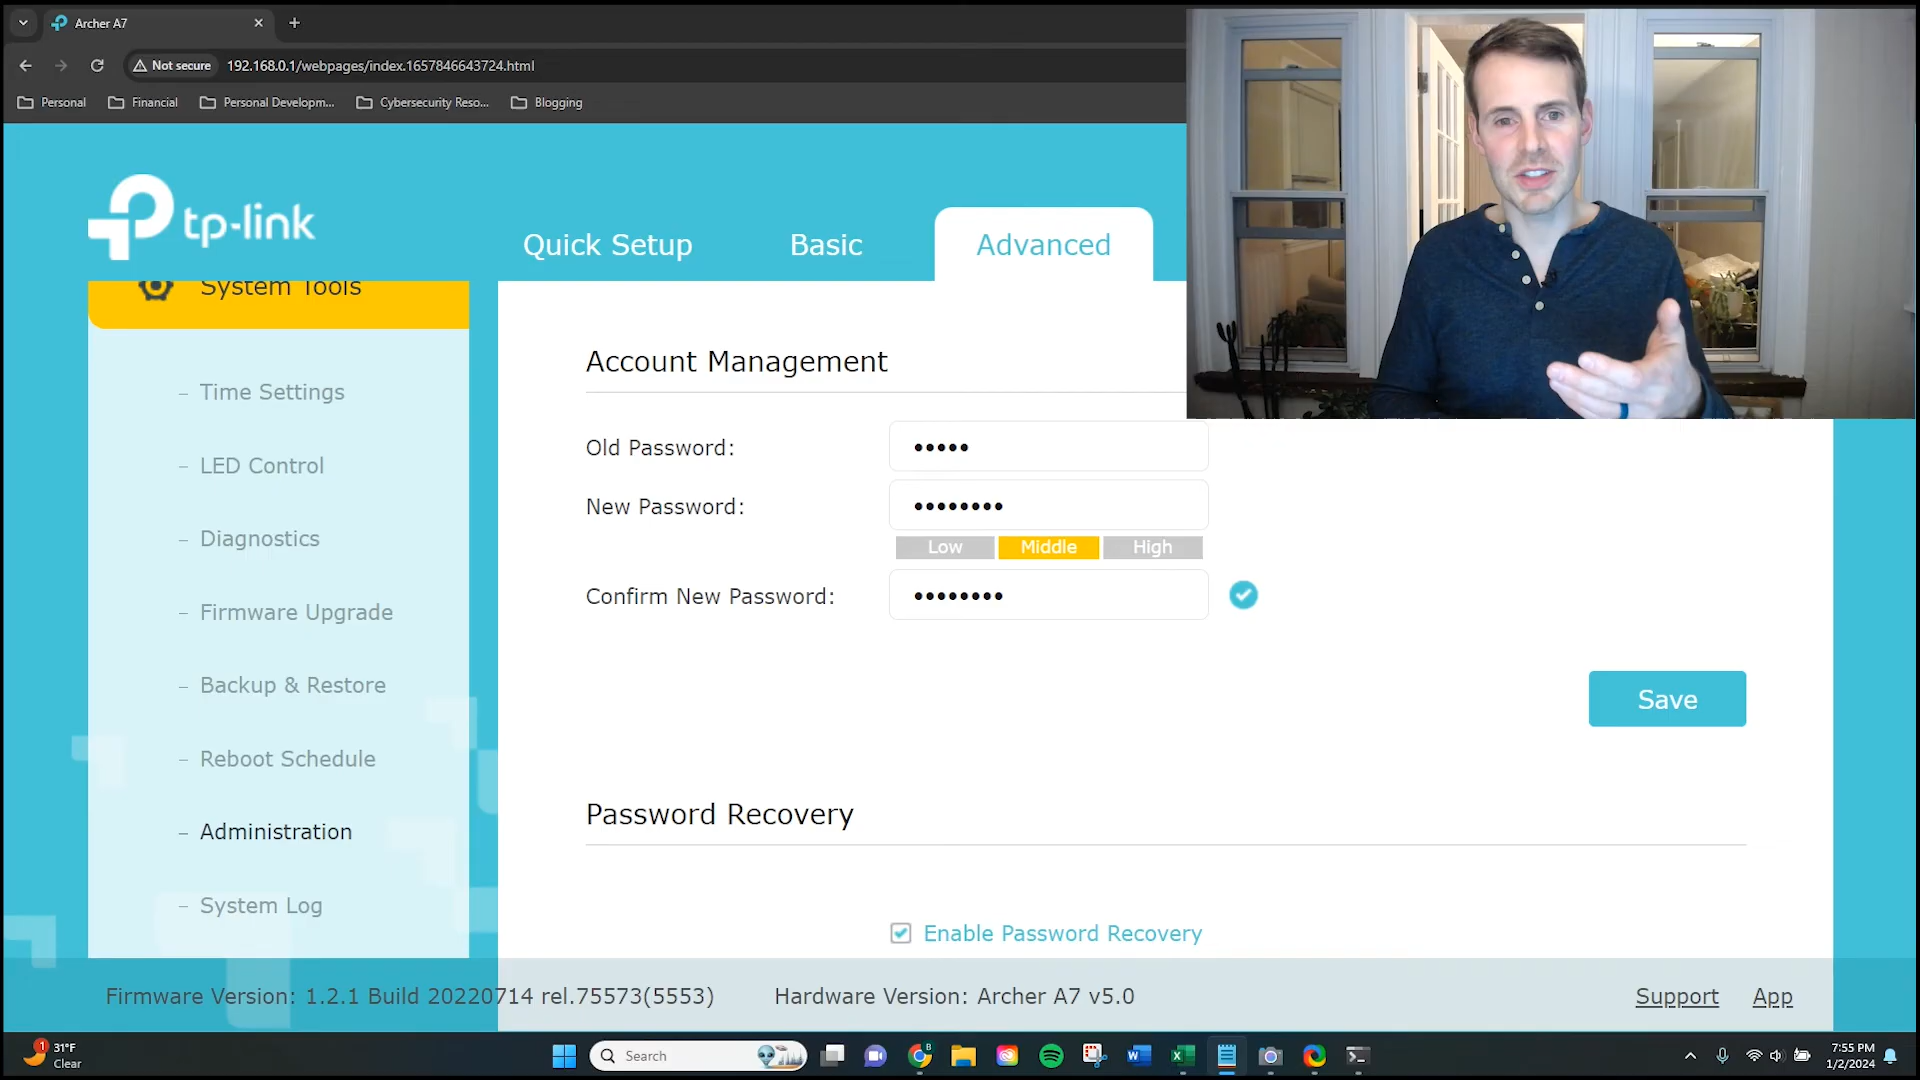 Archer A7
Not secure 192.168.0.1/webpages/index.1657846643724.html
Personal Financial Personal Developm... Cybersecurity Reso... Blogging
tp-link
Quick Setup Basic Advanced
System Tools
Time Settings
LED Control
Diagnostics
Firmware Upgrade
Backup & Restore
Reboot Schedule
Administration
System Log
Account Management
Old Password: •••••
New Password: ••••••••
Low Middle High
Confirm New Password: ••••••••
Save
Password Recovery
Enable Password Recovery
Firmware Version: 1.2.1 Build 20220714 rel.75573(5553) Hardware Version: Archer A7 v5.0 Support App
1
31°F
Clear
Search
B
7:55 PM
1/2/2024